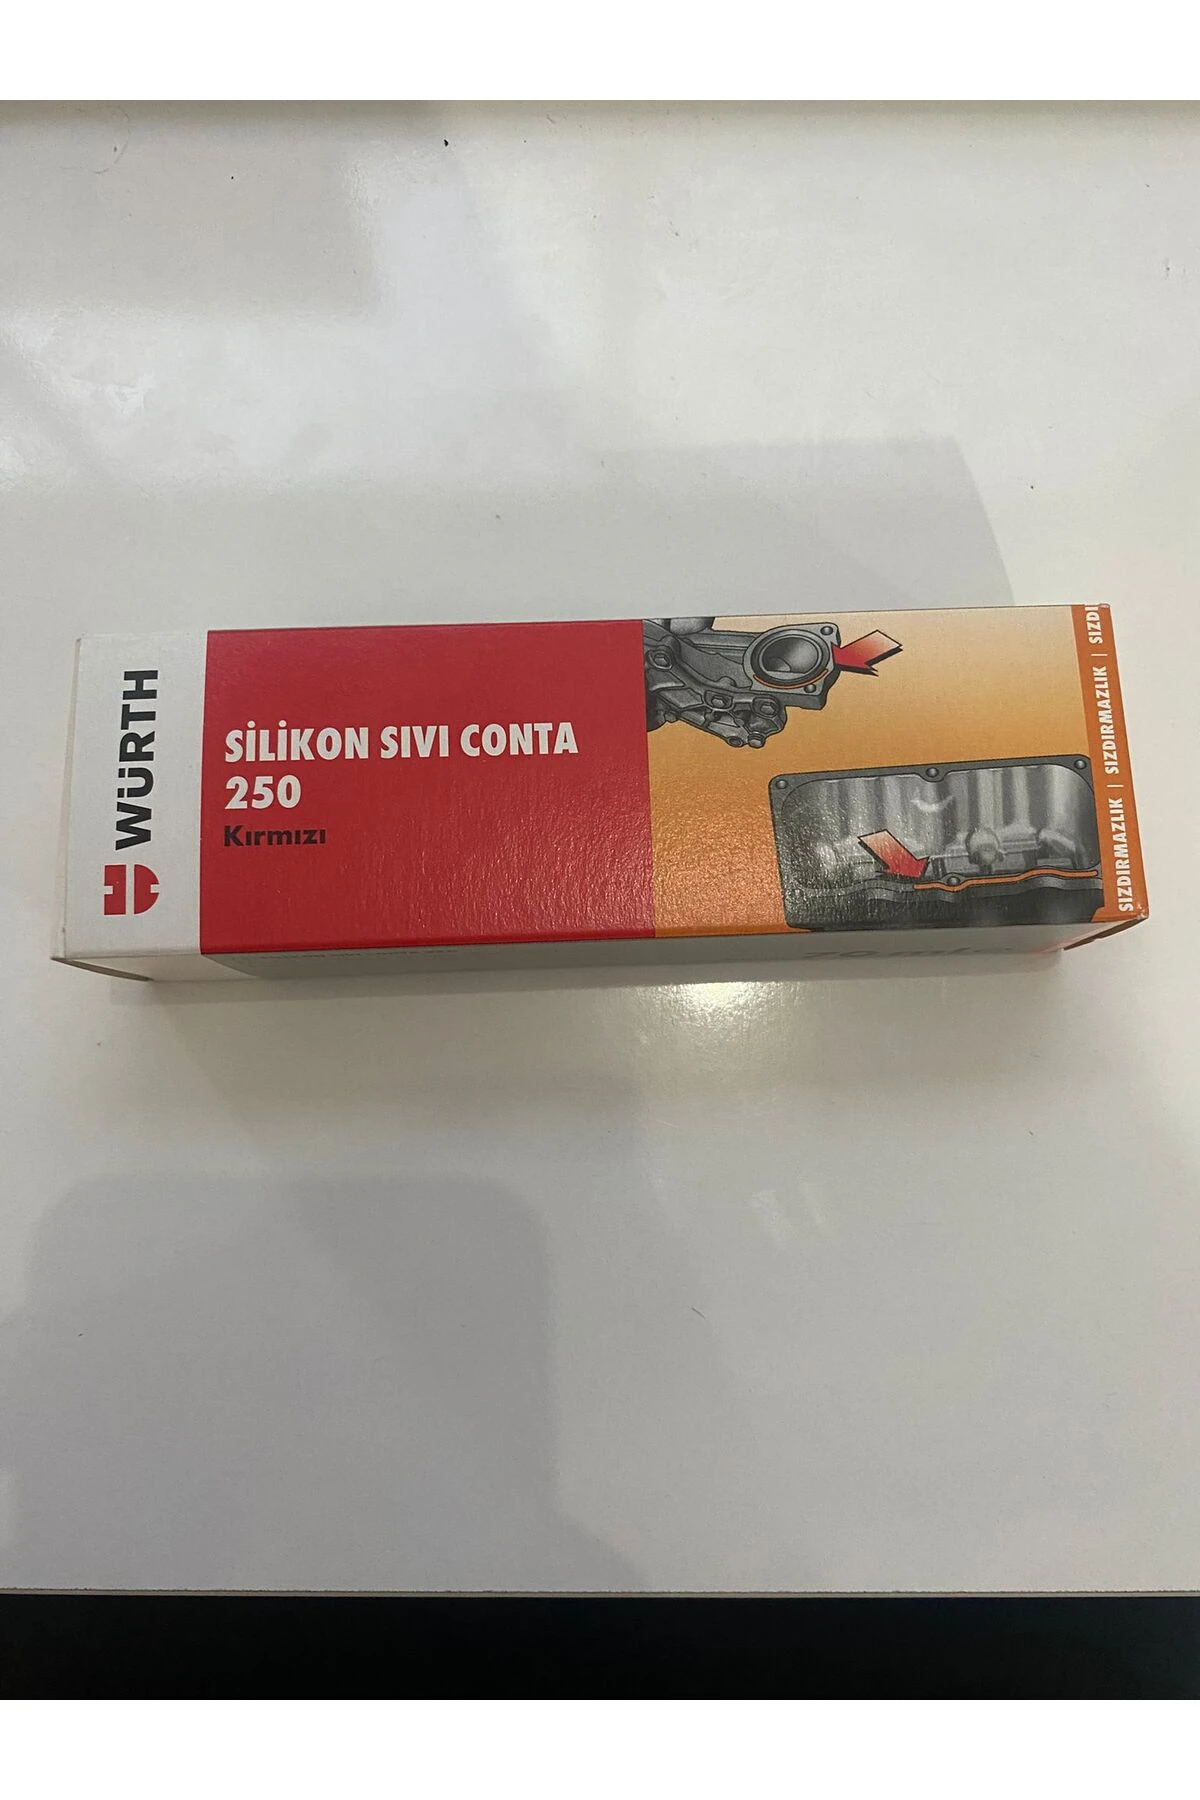 WÜRTH
SİLİKON SIVI CONTA
250
Kırmızı
SIZDIRMAZLIK | SIZDIRMAZLIK | SIZDI